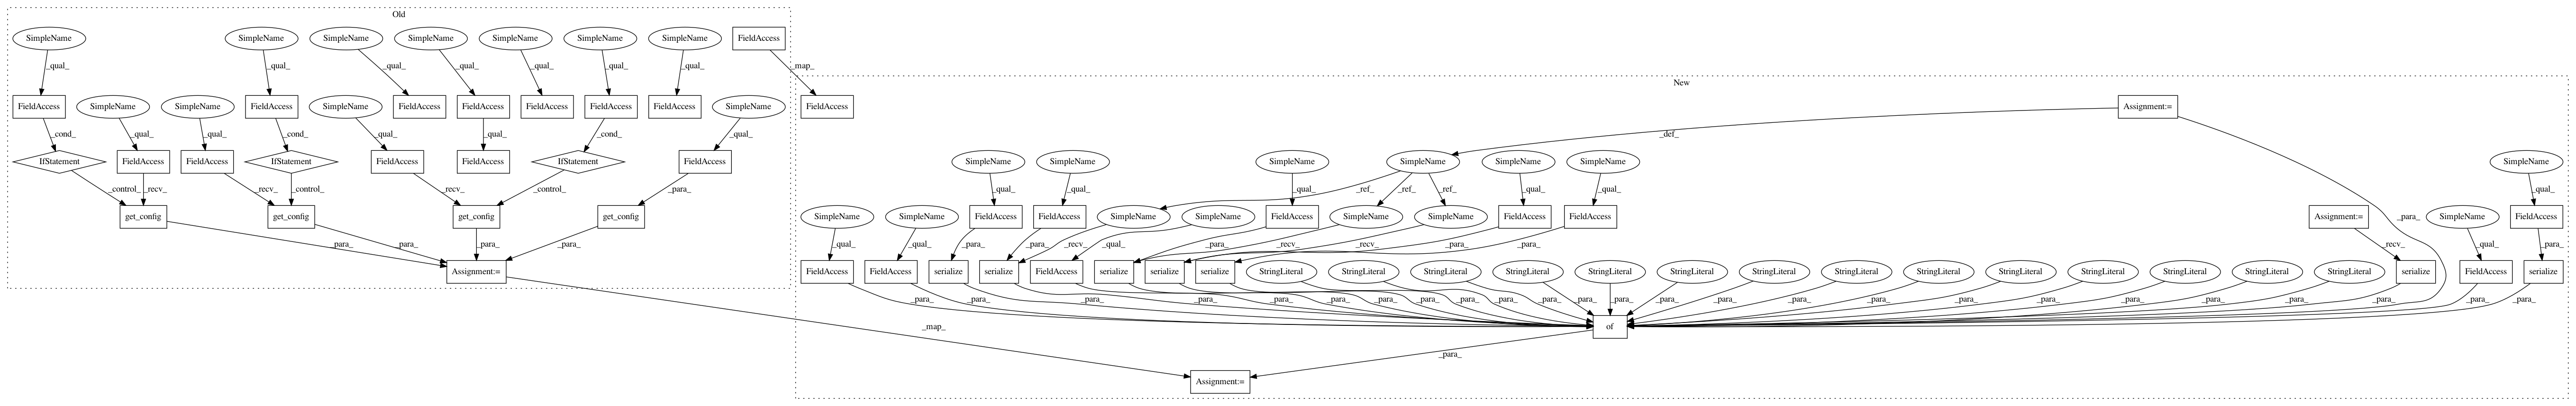 Old
SimpleName SimpleName SimpleName SimpleName SimpleName SimpleName SimpleName FieldAccess
_qual_ _qual_ _qual_ _qual_ _qual_ _qual_ _qual_ _map_
New
FieldAccess SimpleName SimpleName FieldAccess SimpleName FieldAccess FieldAccess FieldAccess FieldAccess FieldAccess SimpleName FieldAccess Assignment:=
_cond_ _qual_ _qual_ _cond_ _qual_ _qual_ _cond_ _qual_ _def_
IfStatement FieldAccess FieldAccess IfStatement FieldAccess FieldAccess IfStatement FieldAccess SimpleName SimpleName SimpleName SimpleName SimpleName SimpleName SimpleName
_control_ _recv_ _recv_ _control_ _recv_ _control_ _para_ _qual_ _qual_ _qual_ _ref_ _ref_ _ref_ _qual_ _qual_ _qual_
get_config get_config get_config get_config SimpleName SimpleName FieldAccess FieldAccess SimpleName SimpleName FieldAccess SimpleName SimpleName FieldAccess FieldAccess Assignment:= SimpleName FieldAccess
_para_ _para_ _para_ _para_ _qual_ _qual_ _para_ _para_ _recv_ _qual_ _para_ _recv_ _recv_ _para_ _para_ _recv_ _para_ _qual_ _para_
Assignment:= FieldAccess FieldAccess serialize serialize FieldAccess serialize serialize serialize StringLiteral StringLiteral StringLiteral StringLiteral StringLiteral StringLiteral StringLiteral StringLiteral StringLiteral StringLiteral StringLiteral StringLiteral StringLiteral StringLiteral serialize FieldAccess serialize
_para_ _para_ _para_ _para_ _para_ _para_ _para_ _para_ _para_ _para_ _para_ _para_ _para_ _para_ _para_ _para_ _para_ _para_ _para_ _para_ _para_ _para_ _para_ _para_ _para_
_map_ of
_para_
Assignment:=